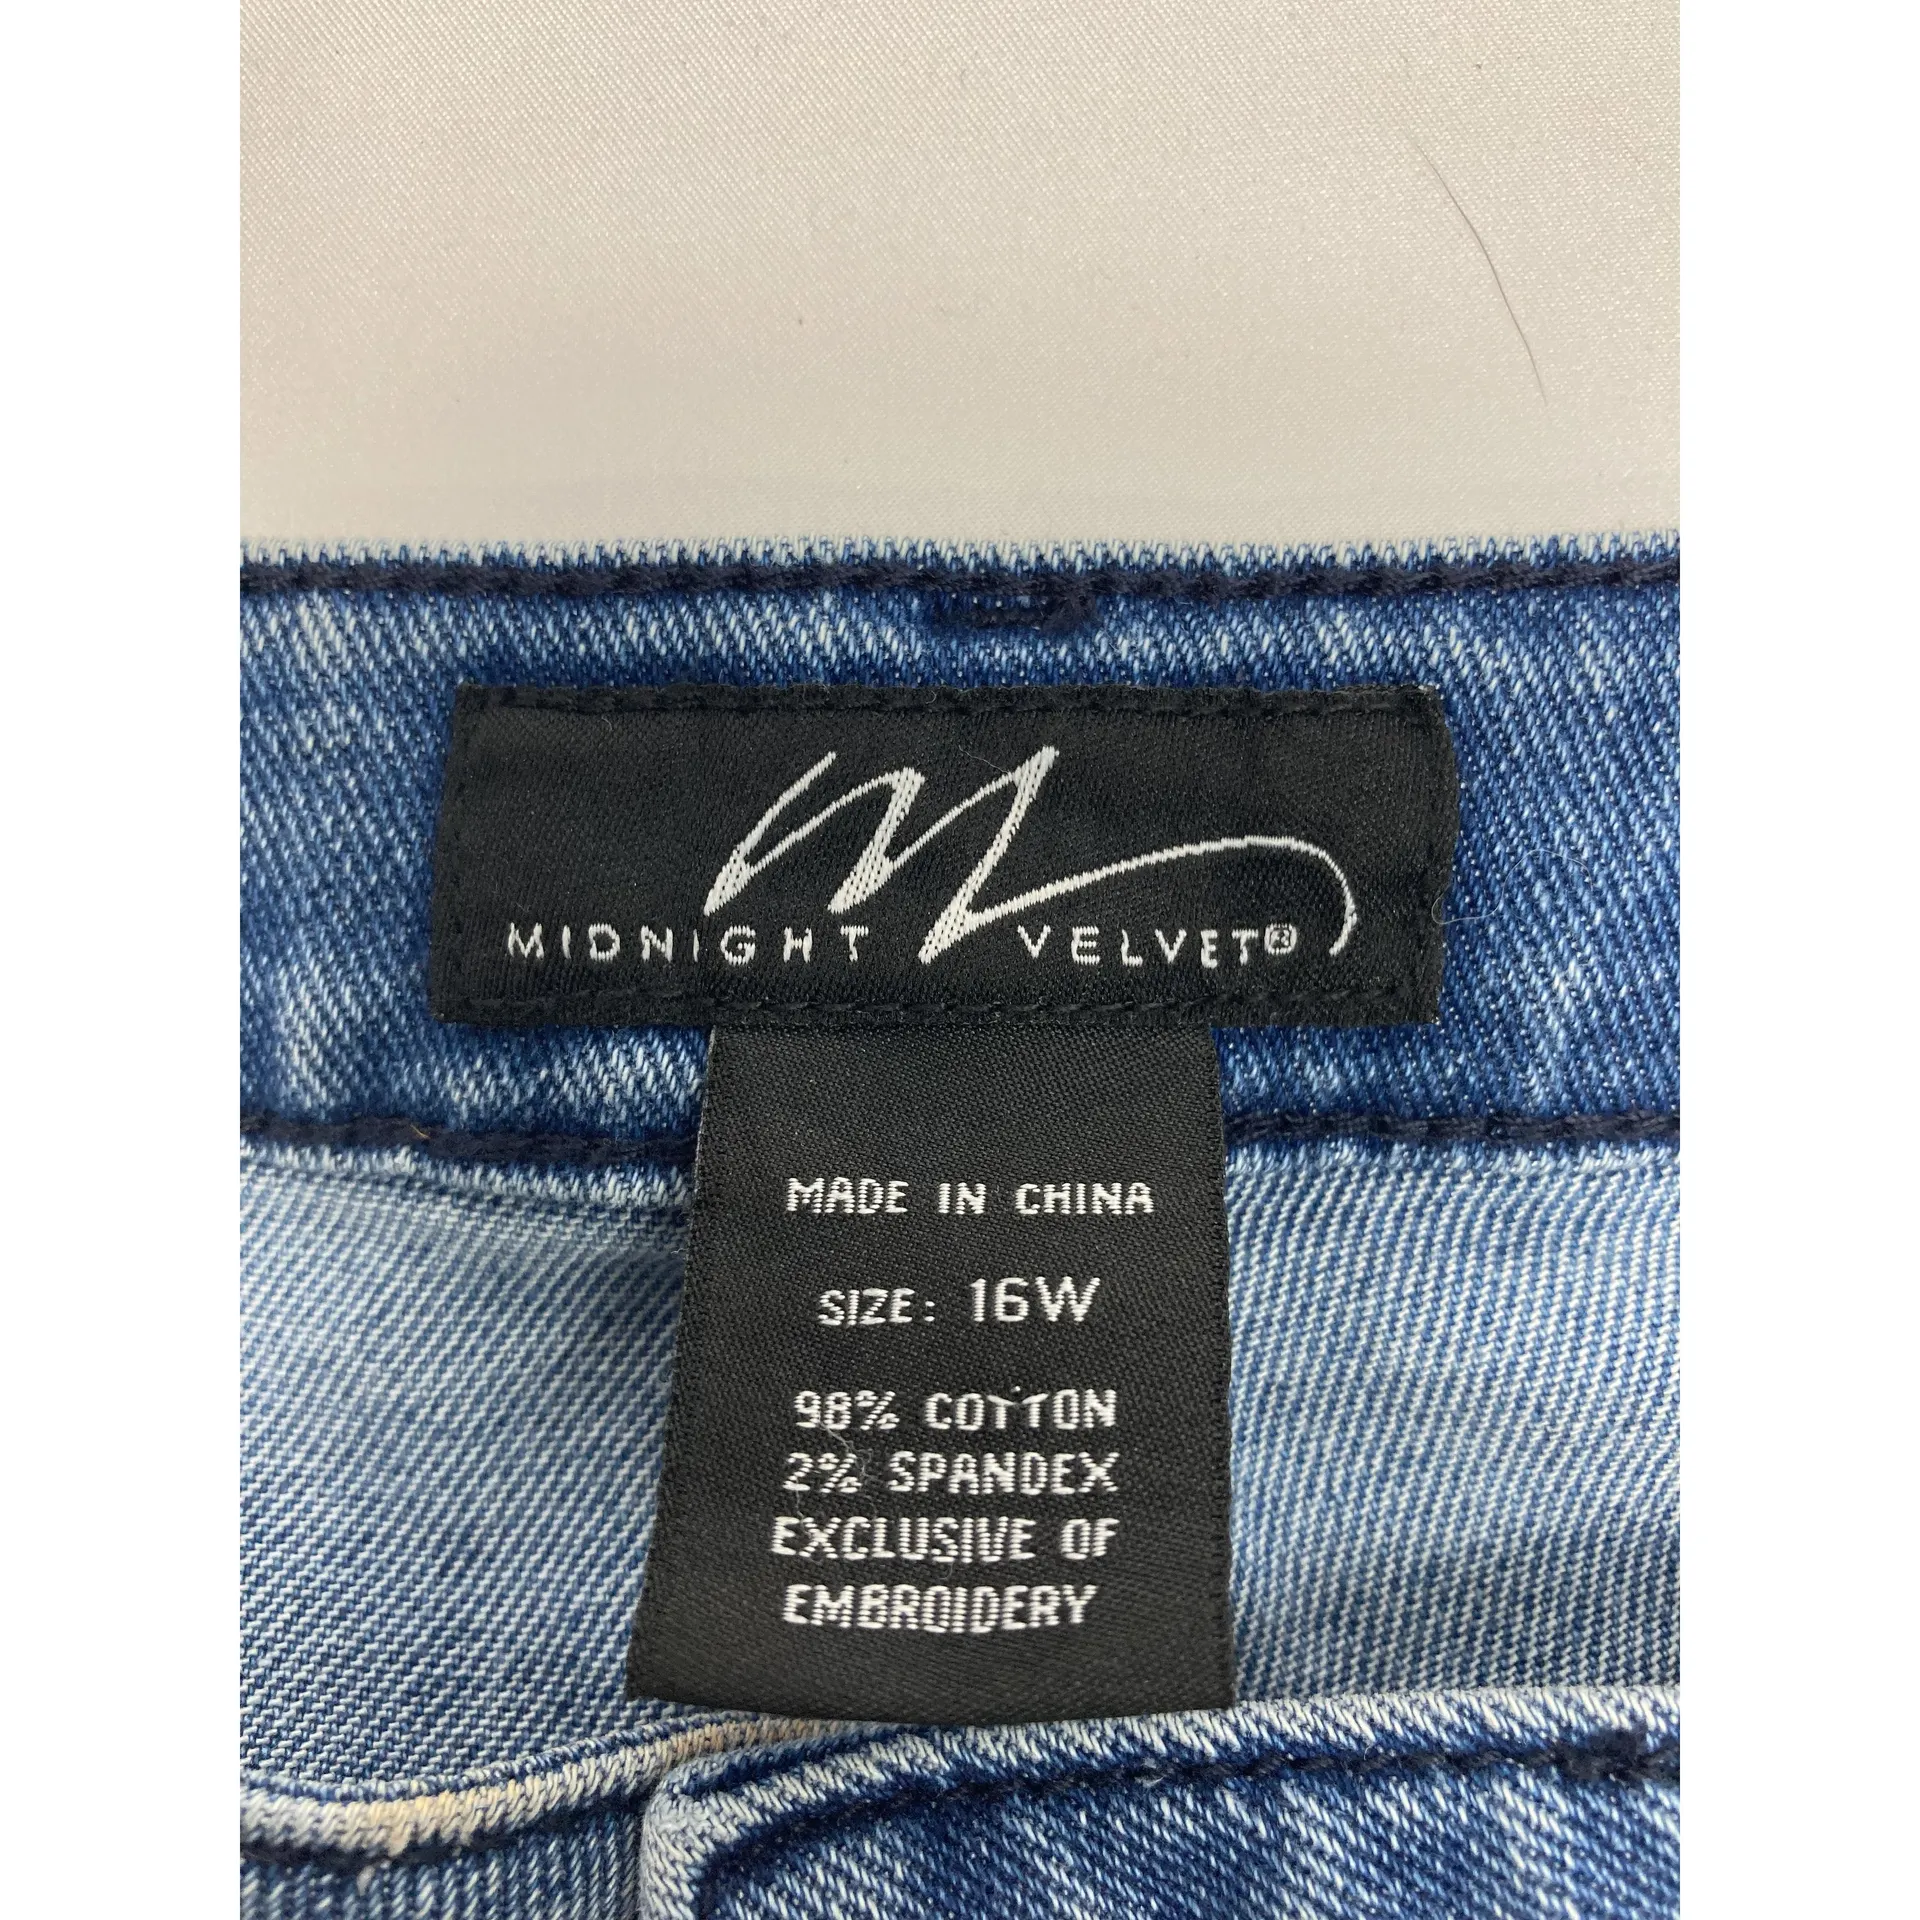 MIDNIGHT VELVET®
MADE IN CHINA
SIZE: 16W
98% COTTON
2% SPANDEX
EXCLUSIVE OF
EMBROIDERY